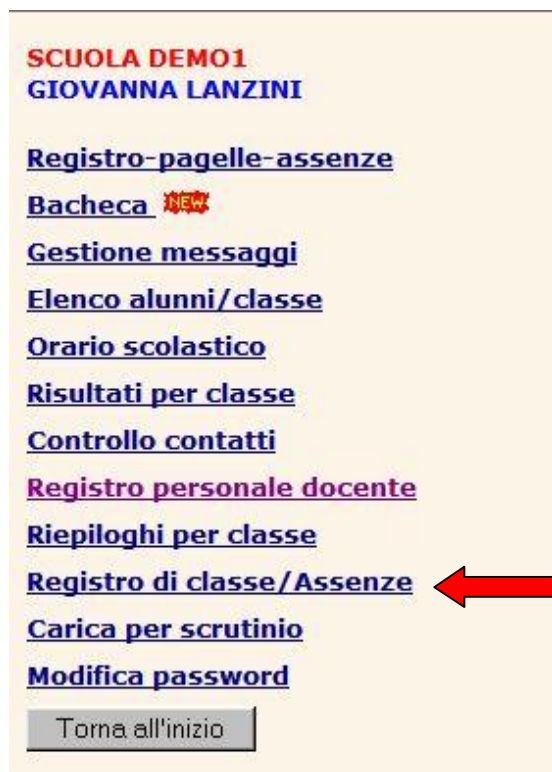 SCUOLA DEMO1
GIOVANNA LANZINI
Registro-pagelle-assenze
Bacheca NEW
Gestione messaggi
Elenco alunni/classe
Orario scolastico
Risultati per classe
Controllo contatti
Registro personale docente
Riepiloghi per classe
Registro di classe/Assenze
Carica per scrutinio
Modifica password
Torna all'inizio